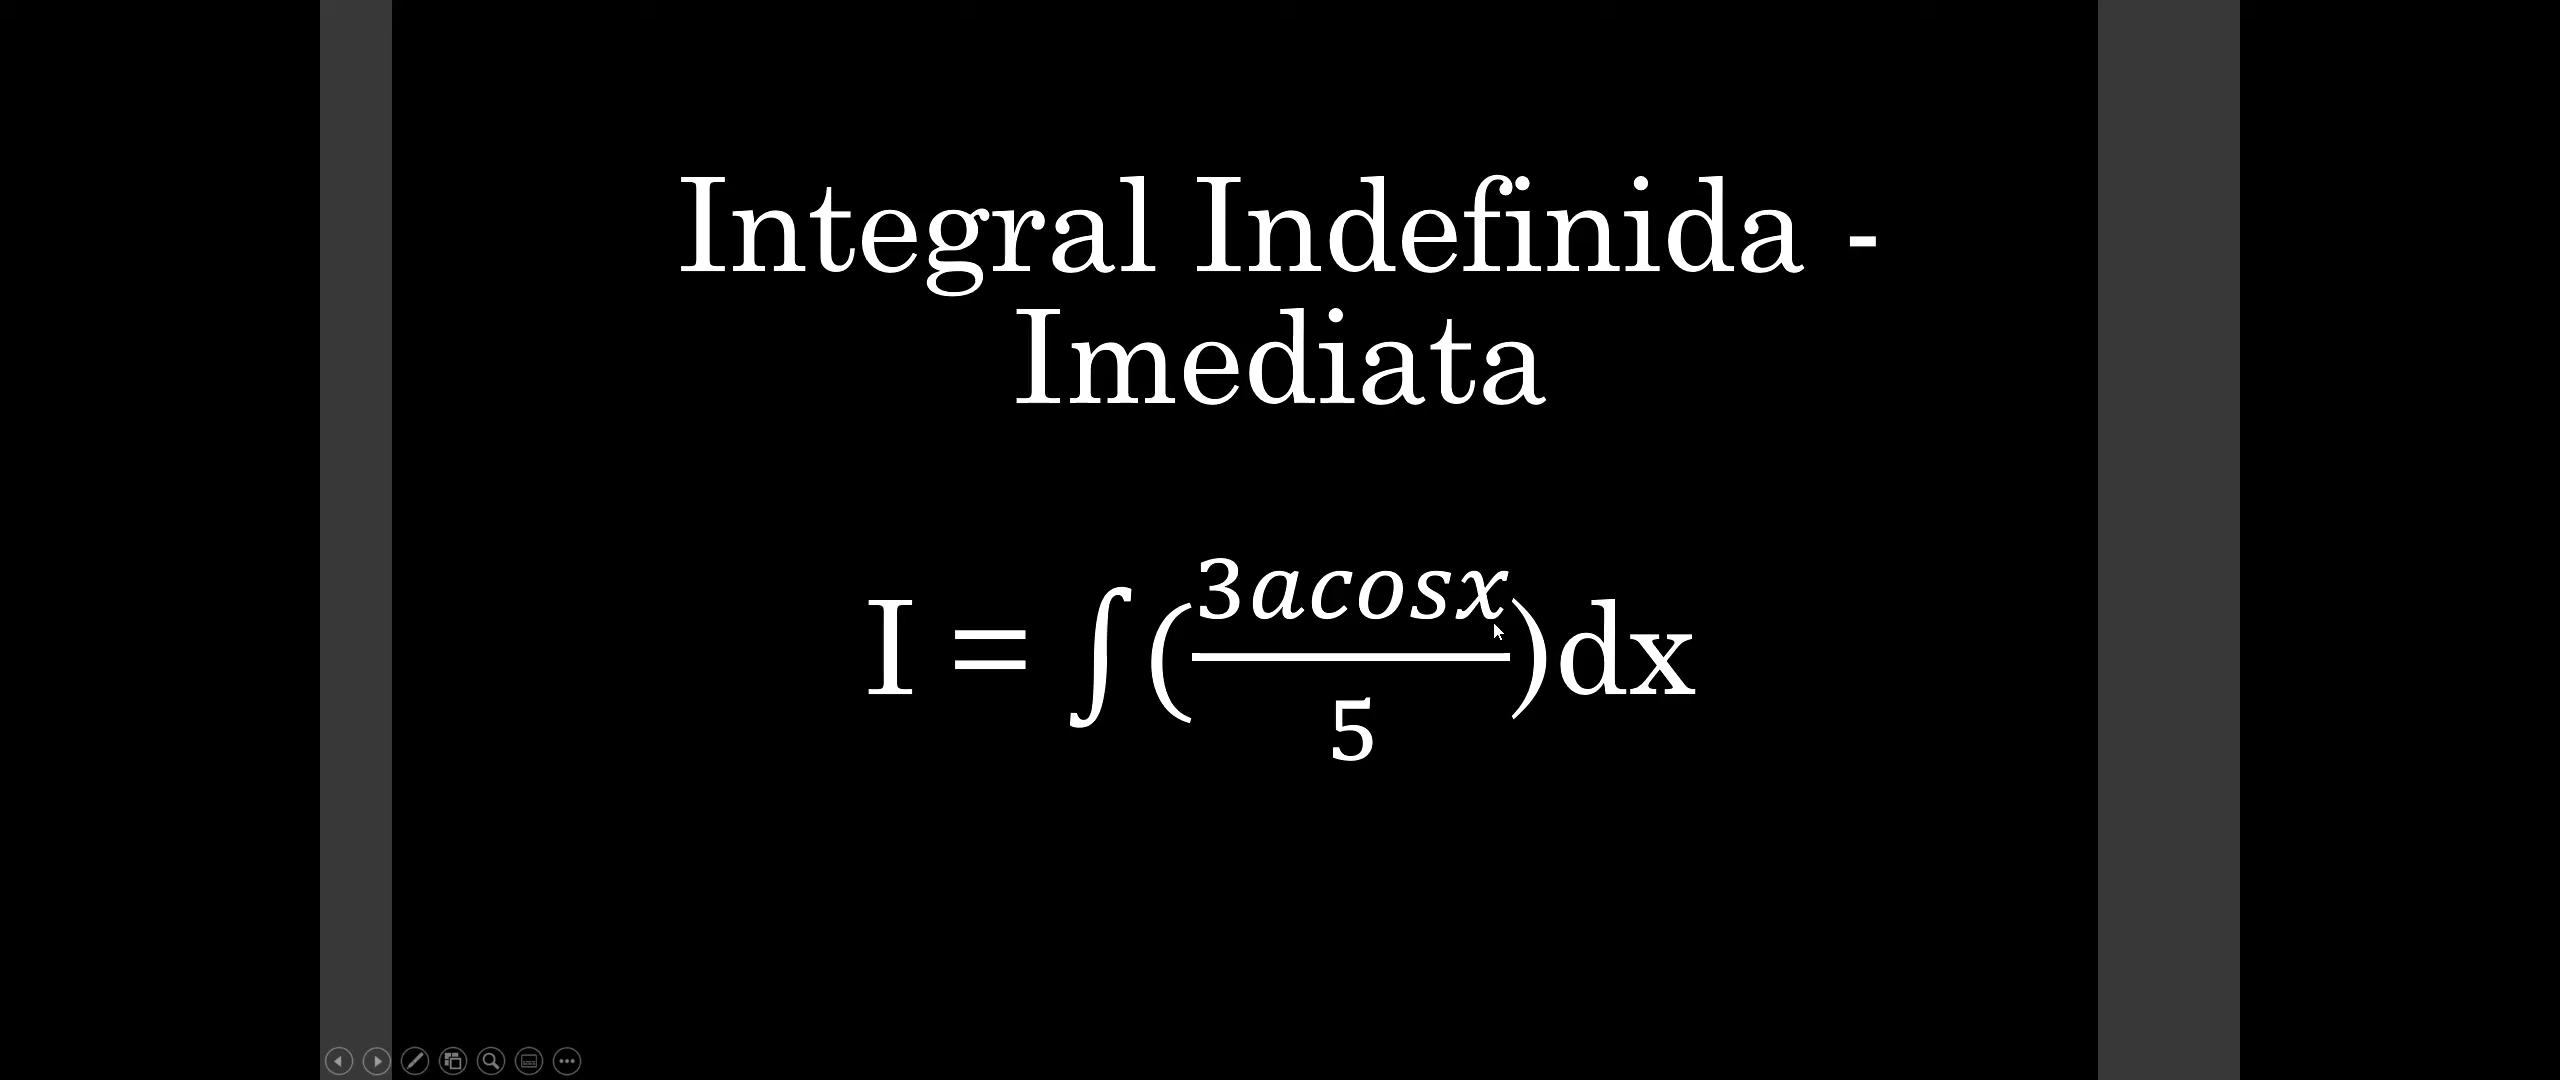 Integral Indefinida -
Imediata
I = ∫(3acosx/5)dx